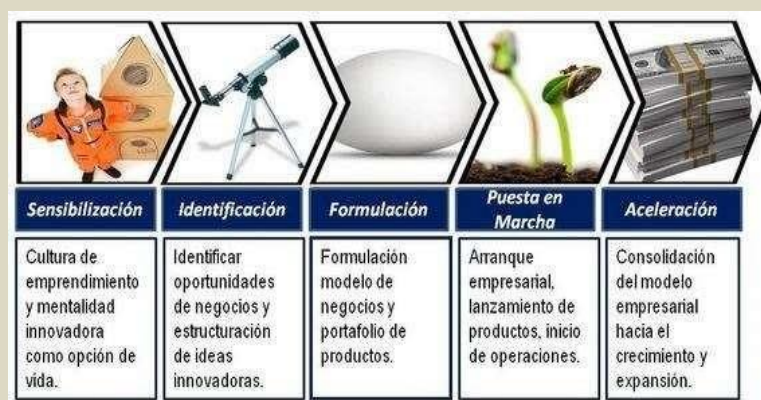 Sensibilización
Identificación
Formulación
Puesta en
Marcha
Aceleración
Cultura de
emprendimiento
y mentalidad
innovadora
como opción de
vida.
Identificar
oportunidades
de negocios y
estructuración
de ideas
innovadoras.
Formulación
modelo de
negocios y
portafolio de
productos.
Arranque
empresarial,
lanzamiento de
productos, inicio
de operaciones.
Consolidación
del modelo
empresarial
hacia el
crecimiento y
expansión.